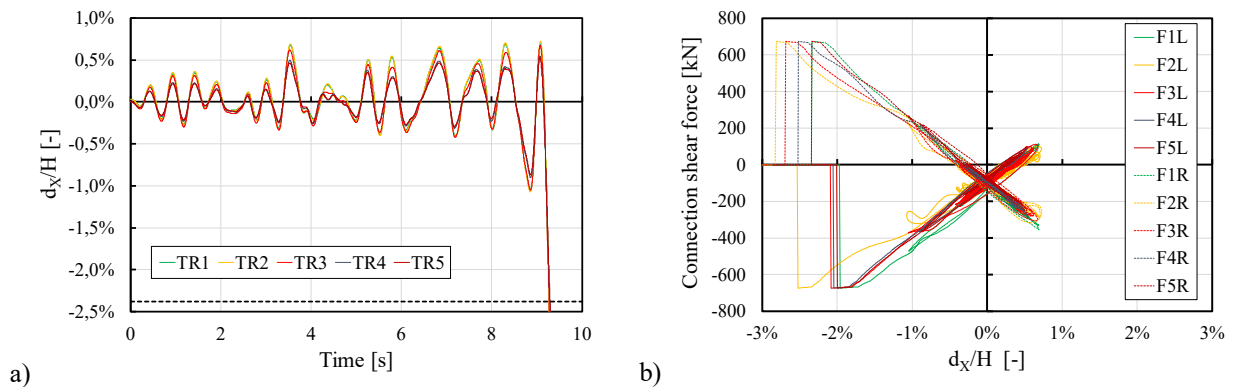 1,0%
0,5%
0,0%
-0,5%
-1,0%
-1,5%
-2,0%
-2,5%
dX/H [-]
TR1 TR2 TR3 TR4 TR5
0 2 4 6 8 10
Time [s]
a)
800
600
400
200
0
-200
-400
-600
-800
Connection shear force [kN]
-3% -2% -1% 0% 1% 2% 3%
dX/H [-]
F1L
F2L
F3L
F4L
F5L
F1R
F2R
F3R
F4R
F5R
b)